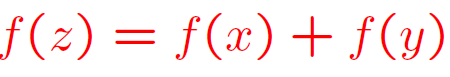 f(z) = f(x) + f(y)